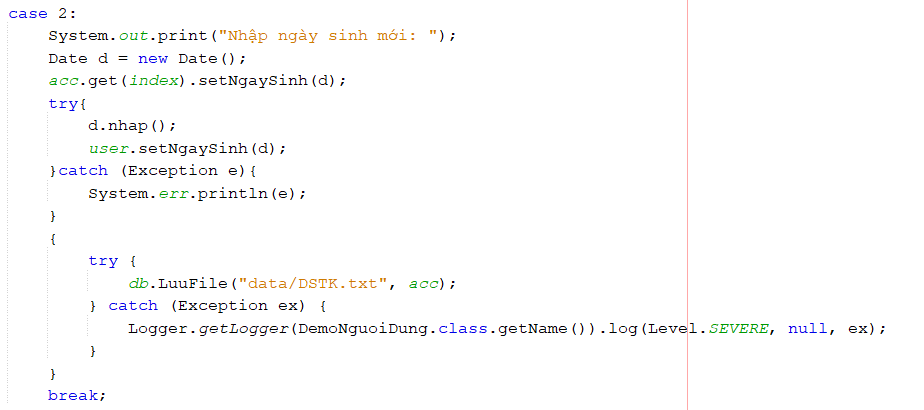 case 2:
    System.out.print("Nhập ngày sinh mới: ");
    Date d = new Date();
    acc.get(index).setNgaySinh(d);
    try{
        d.nhap();
        user.setNgaySinh(d);
    }catch (Exception e){
        System.err.println(e);
    }
    {
        try {
            db.LuuFile("data/DSTK.txt", acc);
        } catch (Exception ex) {
            Logger.getLogger(DemoNguoiDung.class.getName()).log(Level.SEVERE, null, ex);
        }
    }
    break;